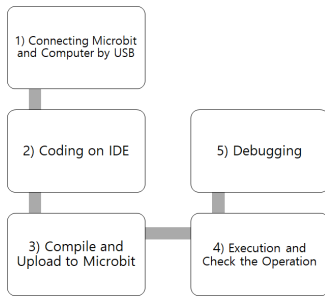 1) Connecting Microbit
and Computer by USB
2) Coding on IDE
3) Compile and
Upload to Microbit
4) Execution and
Check the Operation
5) Debugging